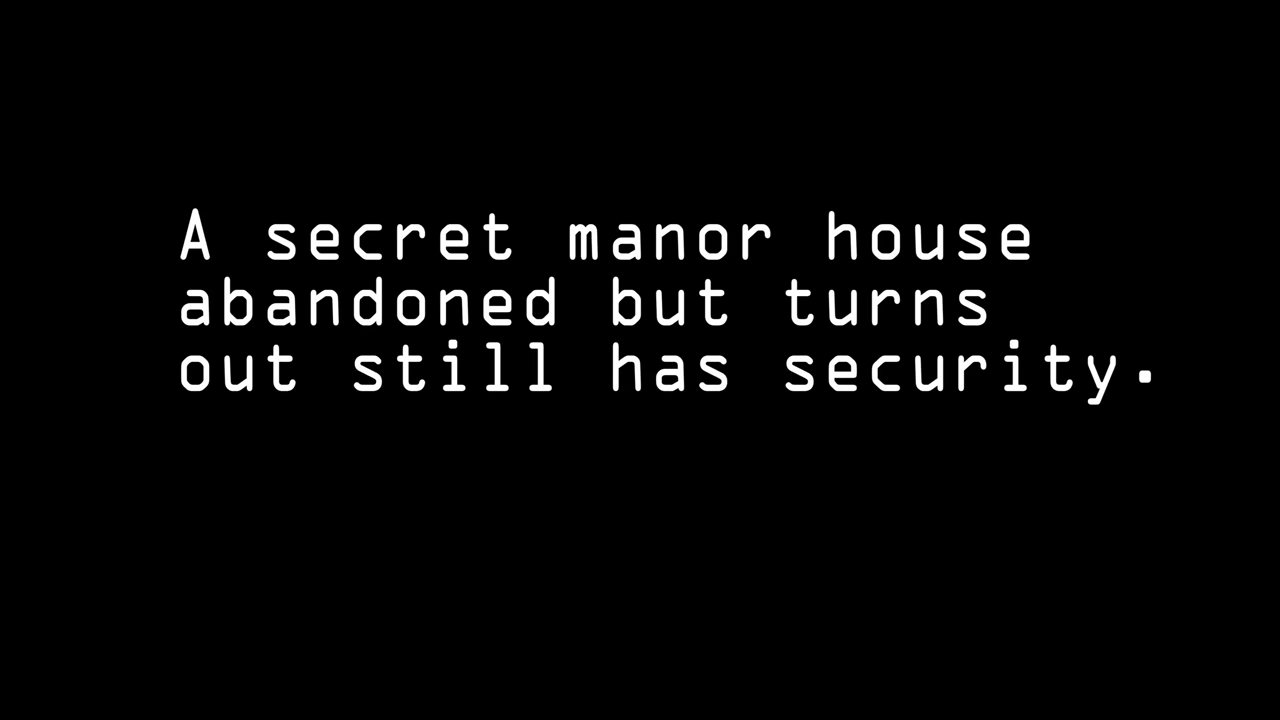 A secret manor house
abandoned but turns
out still has security.